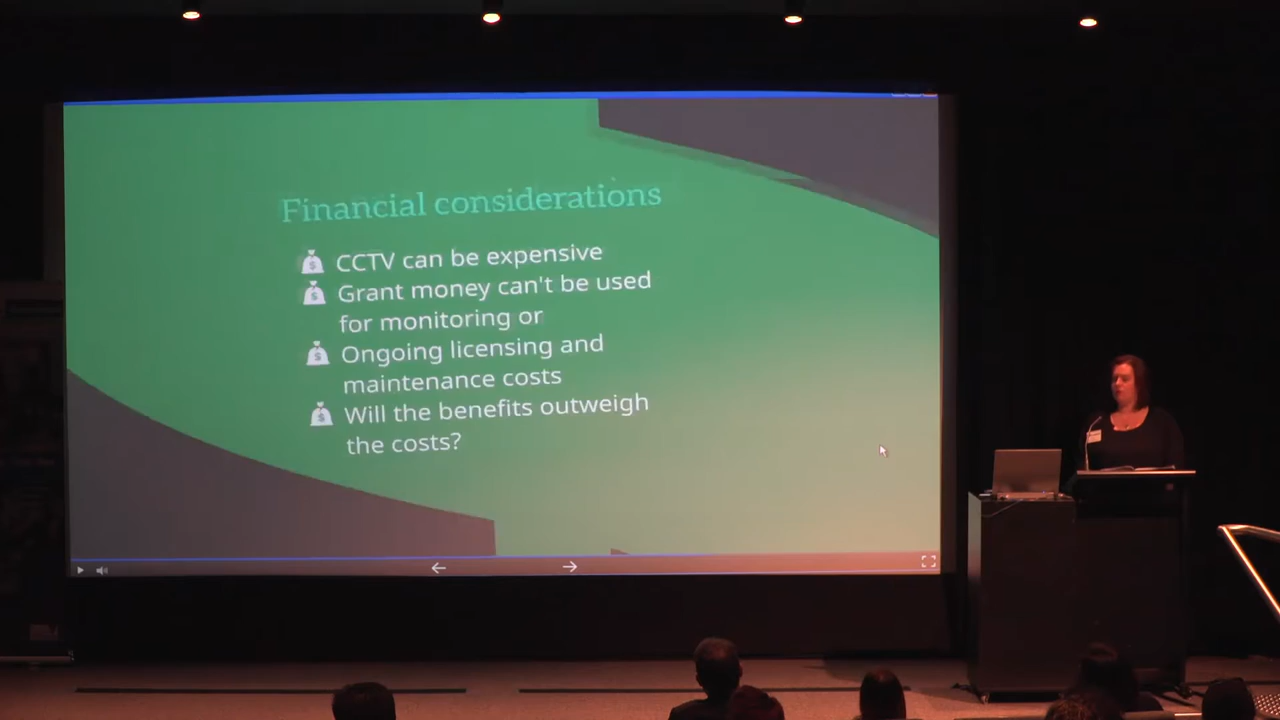 Financial considerations
CCTV can be expensive
Grant money can't be used
for monitoring or
Ongoing licensing and
maintenance costs
Will the benefits outweigh
the costs?